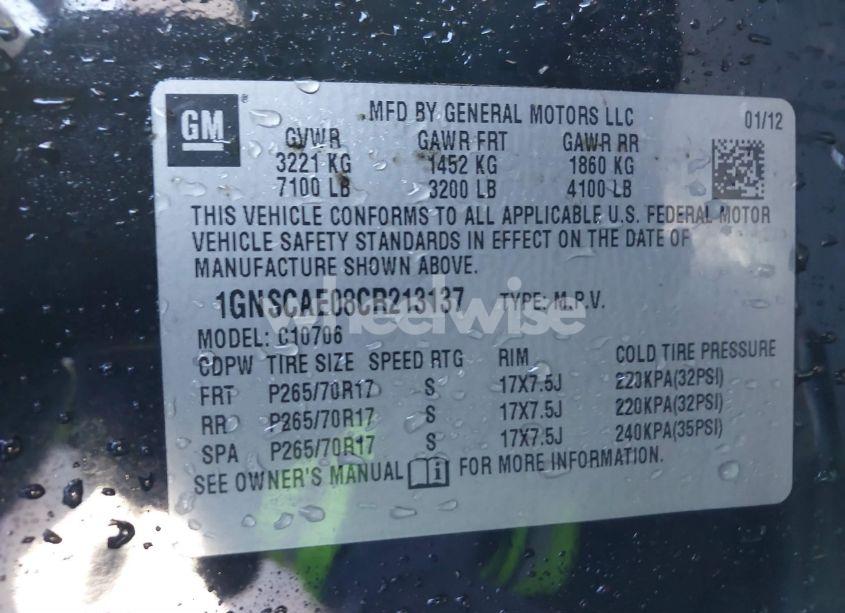 GM
MFD BY GENERAL MOTORS LLC 01/12
GVWR GAWR FRT GAWR RR
3221 KG 1452 KG 1860 KG
7100 LB 3200 LB 4100 LB
THIS VEHICLE CONFORMS TO ALL APPLICABLE U.S. FEDERAL MOTOR
VEHICLE SAFETY STANDARDS IN EFFECT ON THE DATE OF
MANUFACTURE SHOWN ABOVE.
1GNSCAE08CR213137 TYPE: M.P.V.
wheelwise
MODEL: C10706
CDPW TIRE SIZE SPEED RTG RIM COLD TIRE PRESSURE
FRT P265/70R17 S 17X7.5J 220KPA(32PSI)
RR P265/70R17 S 17X7.5J 220KPA(32PSI)
SPA P265/70R17 S 17X7.5J 240KPA(35PSI)
SEE OWNER'S MANUAL i FOR MORE INFORMATION.